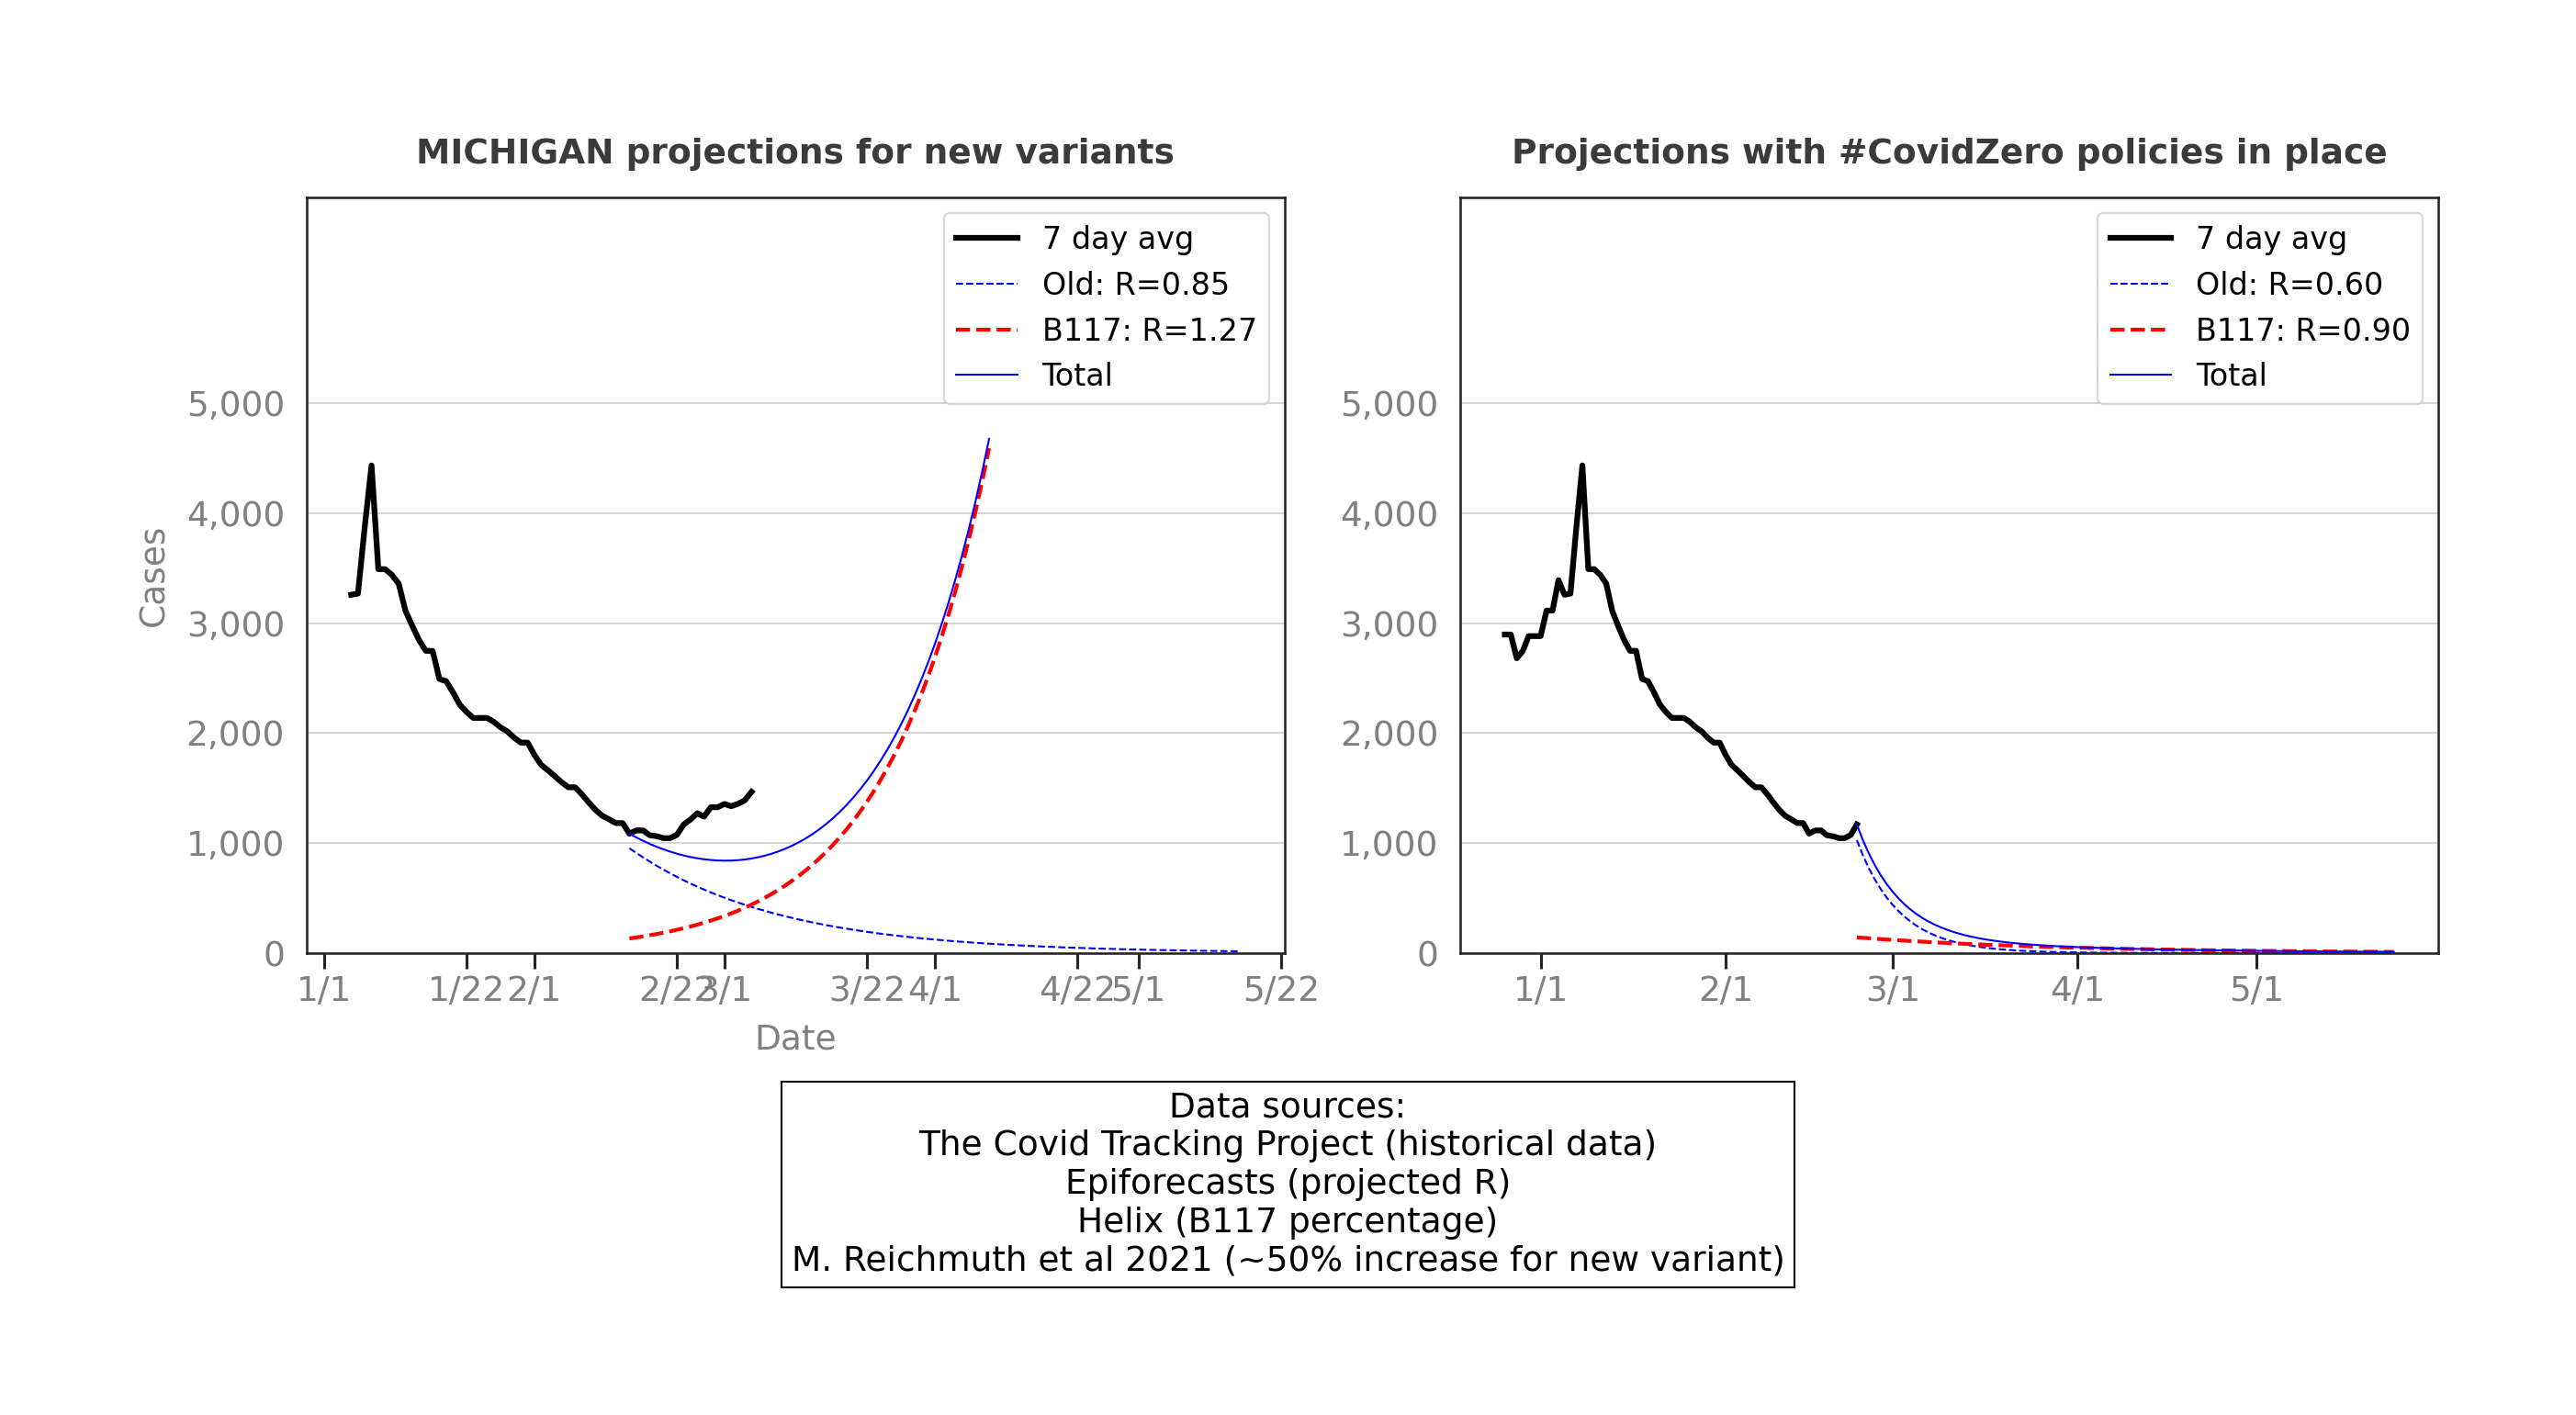 MICHIGAN projections for new variants
7 day avg
Old: R=0.85
B117: R=1.27
Total
5,000
4,000
3,000
2,000
1,000
0
Cases
1/1
1/22
2/1
2/22
3/1
3/22
4/1
4/22
5/1
5/22
Date
Projections with #CovidZero policies in place
7 day avg
Old: R=0.60
B117: R=0.90
Total
5,000
4,000
3,000
2,000
1,000
0
1/1
2/1
3/1
4/1
5/1
Data sources:
The Covid Tracking Project (historical data)
Epiforecasts (projected R)
Helix (B117 percentage)
M. Reichmuth et al 2021 (~50% increase for new variant)